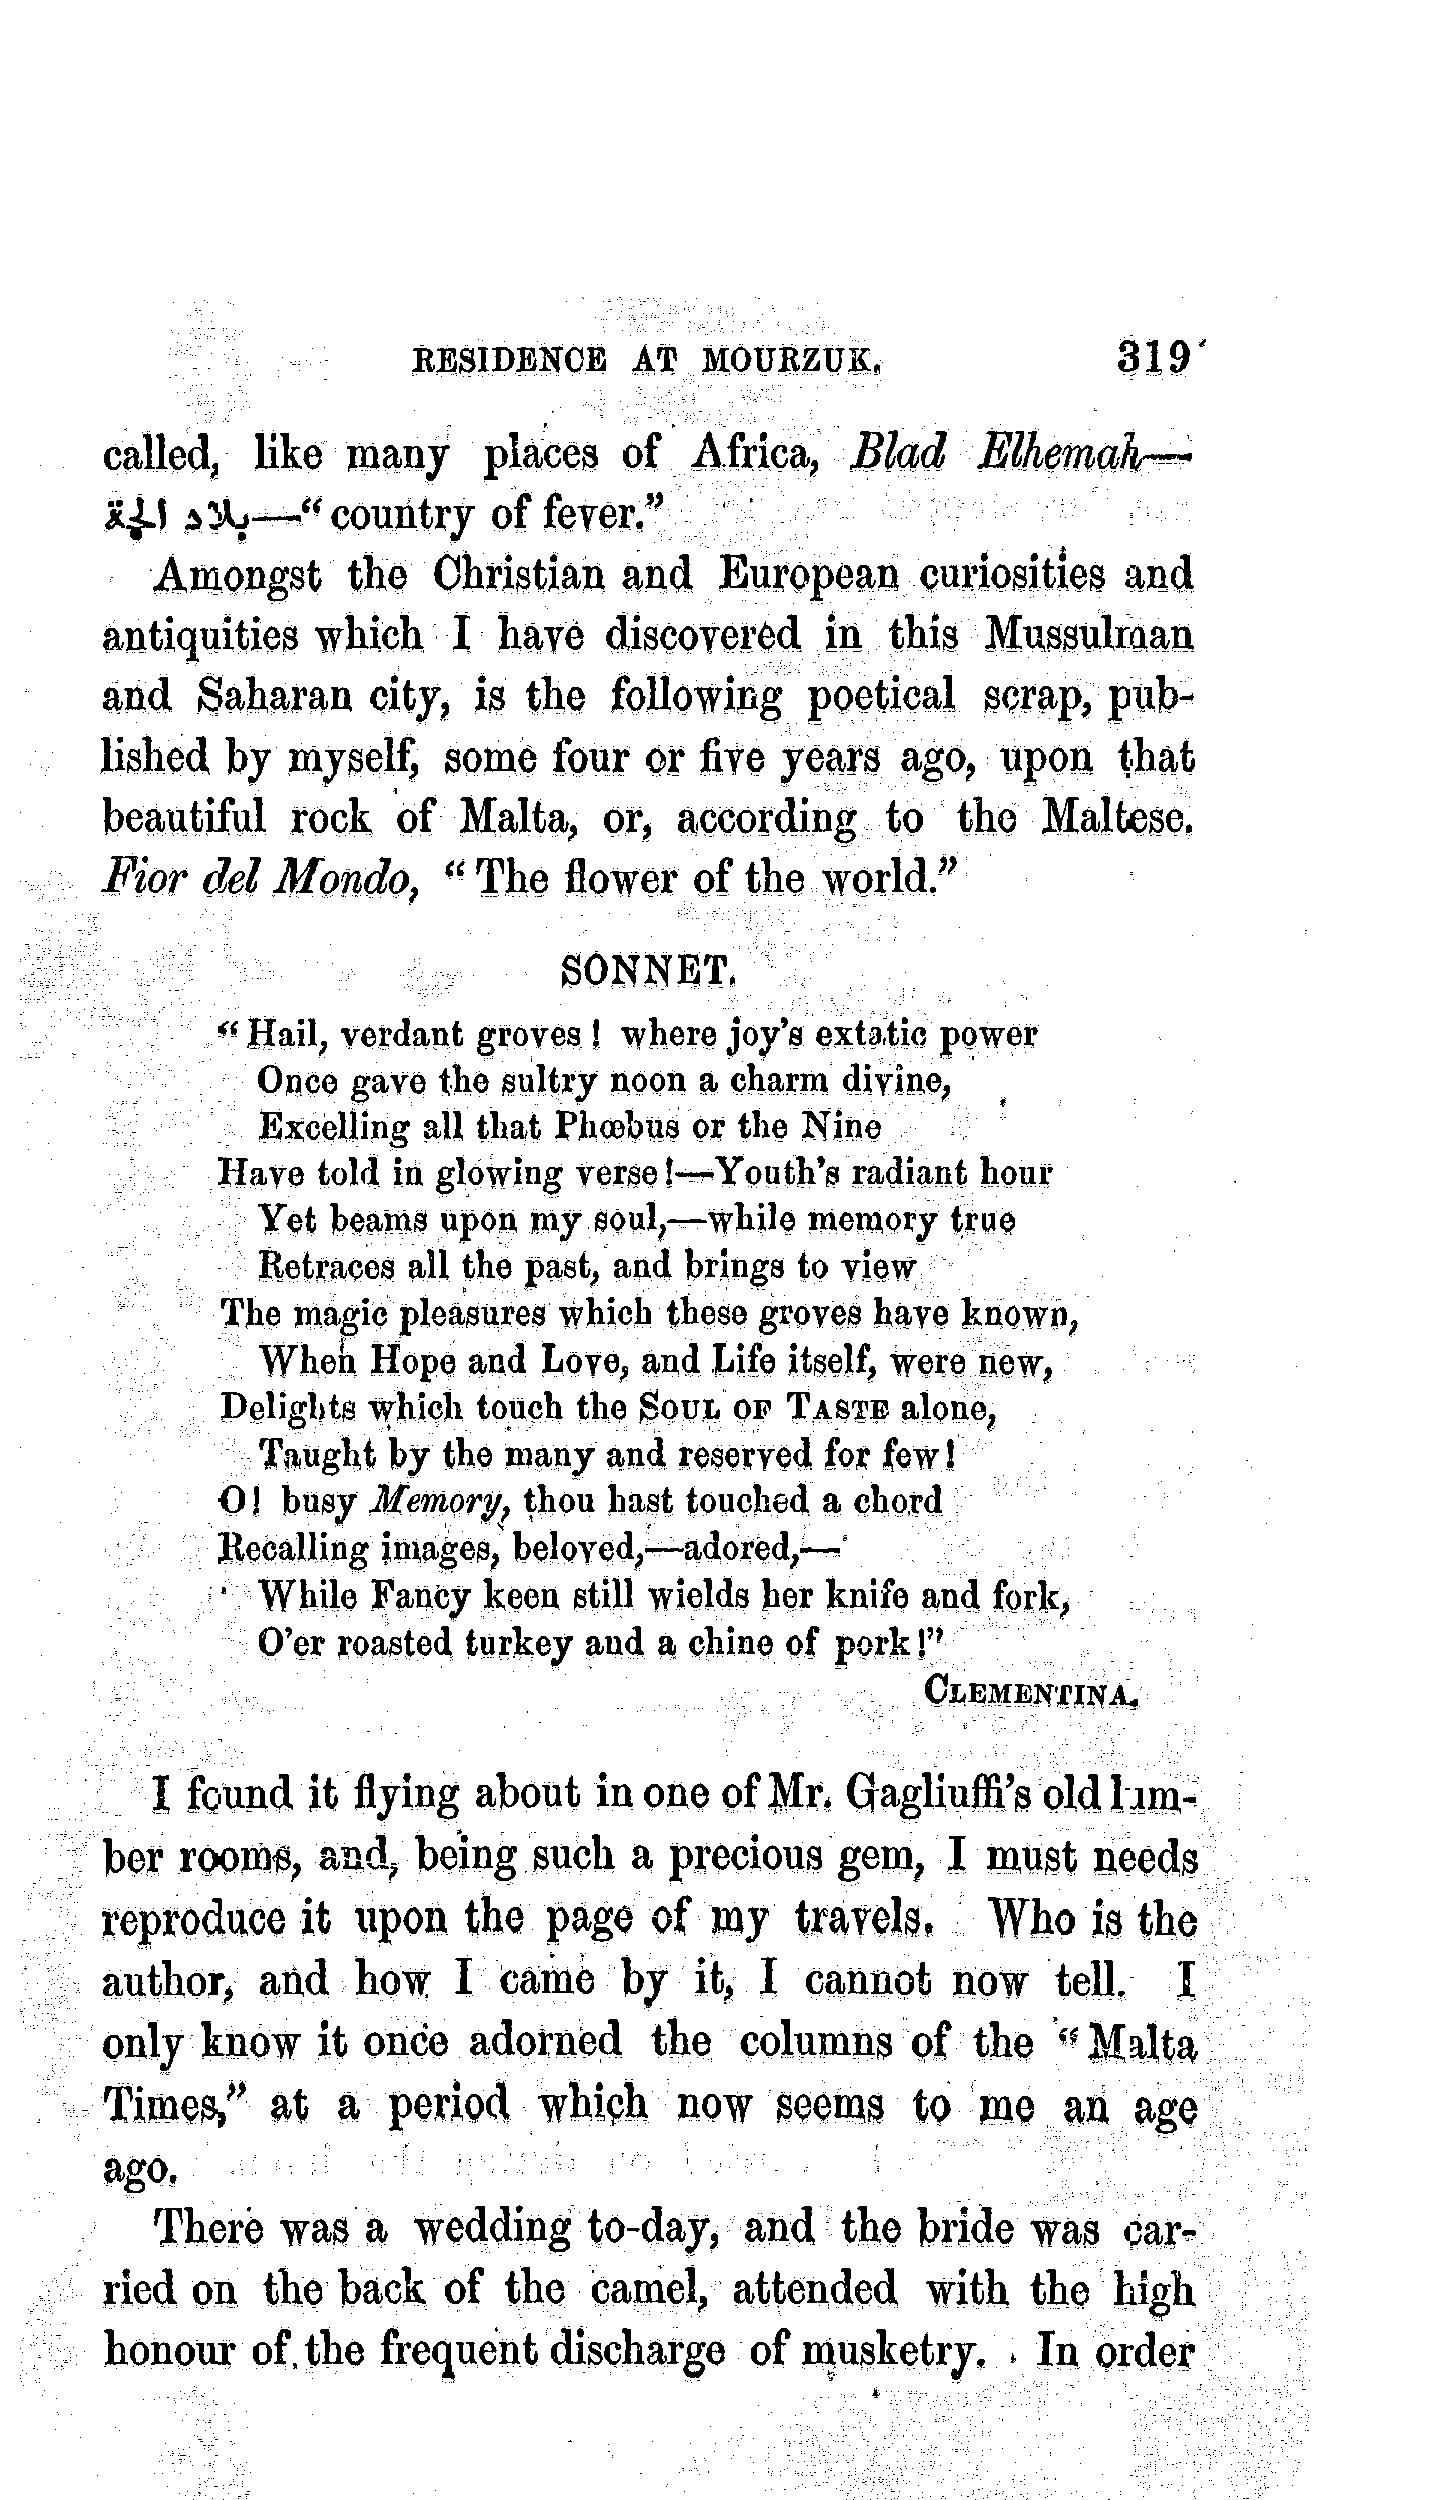 RESIDENCE AT MOURZUK. 319
called, like many places of Africa, Blad Elhemah—
بلاد الحمة—“country of fever.”
Amongst the Christian and European curiosities and
antiquities which I have discovered in this Mussulman
and Saharan city, is the following poetical scrap, pub-
lished by myself, some four or five years ago, upon that
beautiful rock of Malta, or, according to the Maltese.
Fior del Mondo, “The flower of the world.”
SONNET.
“Hail, verdant groves! where joy’s extatic power
Once gave the sultry noon a charm divine,
Excelling all that Phœbus or the Nine
Have told in glowing verse!—Youth’s radiant hour
Yet beams upon my soul,—while memory true
Retraces all the past, and brings to view
The magic pleasures which these groves have known,
When Hope and Love, and Life itself, were new,
Delights which touch the SOUL OF TASTE alone,
Taught by the many and reserved for few!
O! busy Memory, thou hast touched a chord
Recalling images, beloved,—adored,—
While Fancy keen still wields her knife and fork,
O’er roasted turkey and a chine of pork!”
CLEMENTINA.
I found it flying about in one of Mr. Gagliuffi’s old lum-
ber rooms, and, being such a precious gem, I must needs
reproduce it upon the page of my travels. Who is the
author, and how I came by it, I cannot now tell. I
only know it once adorned the columns of the “Malta
Times,” at a period which now seems to me an age
ago.
There was a wedding to-day, and the bride was car-
ried on the back of the camel, attended with the high
honour of the frequent discharge of musketry. In order